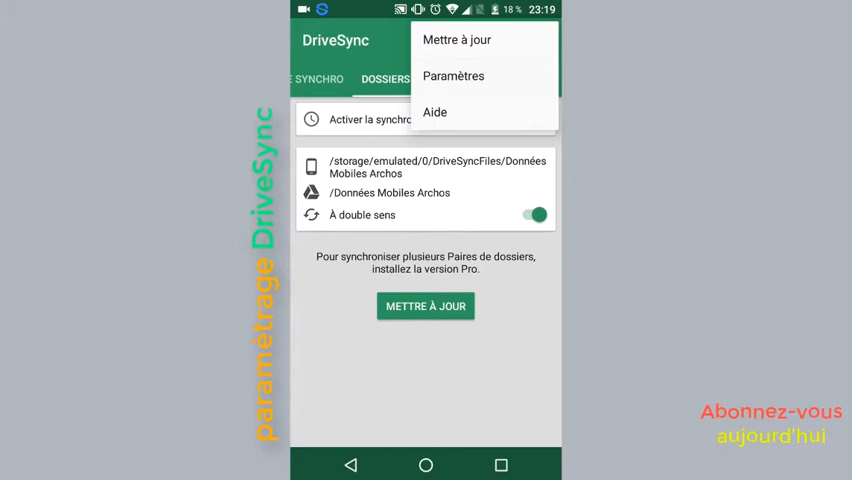 18 % 23:19
DriveSync
Mettre à jour
Paramètres
Aide
E SYNCHRO DOSSIERS
Activer la synchro
/storage/emulated/0/DriveSyncFiles/Données
Mobiles Archos
/Données Mobiles Archos
À double sens
Pour synchroniser plusieurs Paires de dossiers,
installez la version Pro.
METTRE À JOUR
paramétrage DriveSync
Abonnez-vous
aujourd'hui